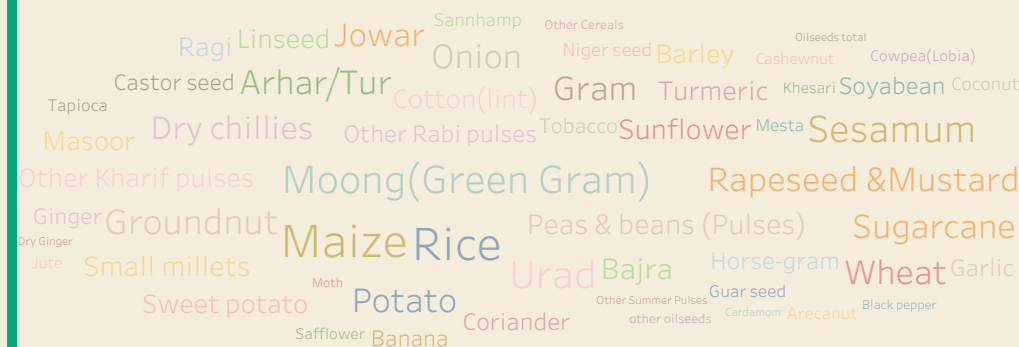 Sannhamp
Other Cereals
Ragi
Linseed
Jowar
Oilseeds total
Onion
Niger seed
Barley
Cashewnut
Cowpea(Lobia)
Castor seed
Arhar/Tur
Gram
Turmeric
Khesari
Soyabean
Coconut
Tapioca
Cotton(lint)
Masoor
Dry chillies
Other Rabi pulses
Tobacco
Sunflower
Mesta
Sesamum
Other Kharif pulses
Moong(Green Gram)
Rapeseed &Mustard
Ginger
Groundnut
Peas & beans (Pulses)
Sugarcane
Dry Ginger
Maize
Rice
Jute
Small millets
Urad
Bajra
Horse-gram
Wheat
Garlic
Moth
Sweet potato
Potato
Other Summer Pulses
Guar seed
Black pepper
Coriander
other oilseeds
Cardamom
Arecanut
Safflower
Banana